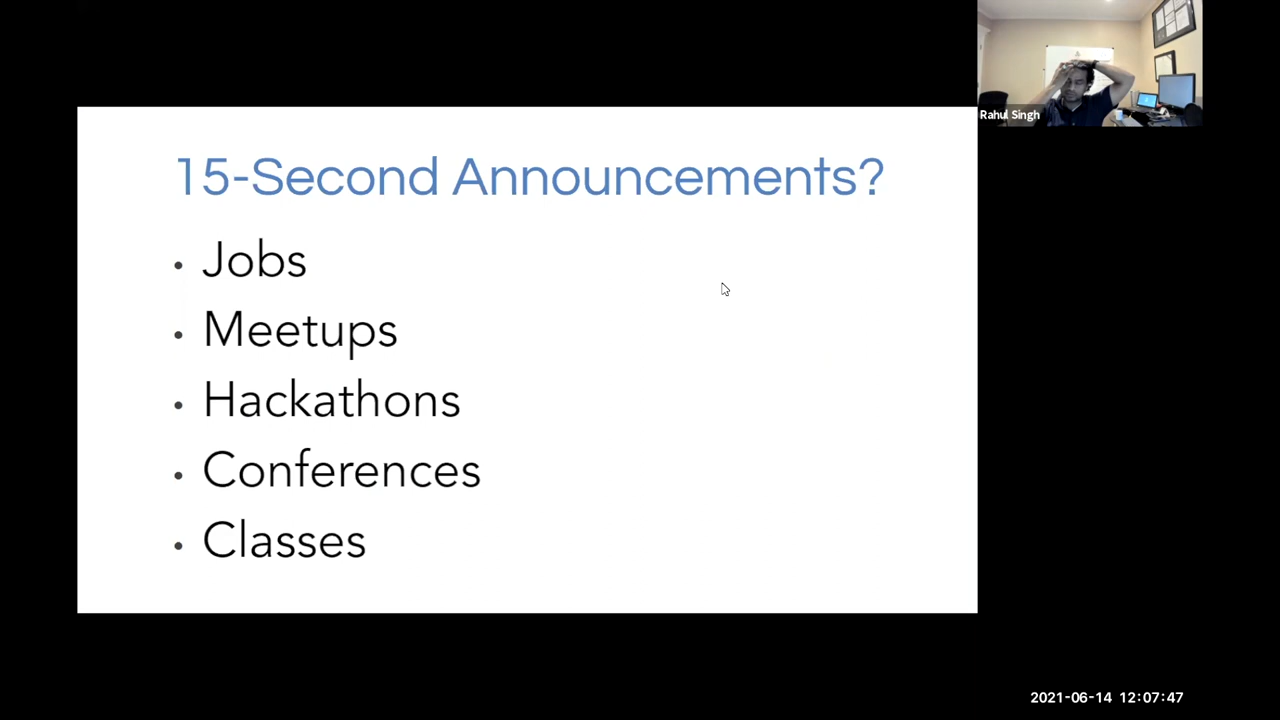 Rahul Singh
15-Second Announcements?
• Jobs
• Meetups
• Hackathons
• Conferences
• Classes
2021-06-14 12:07:47